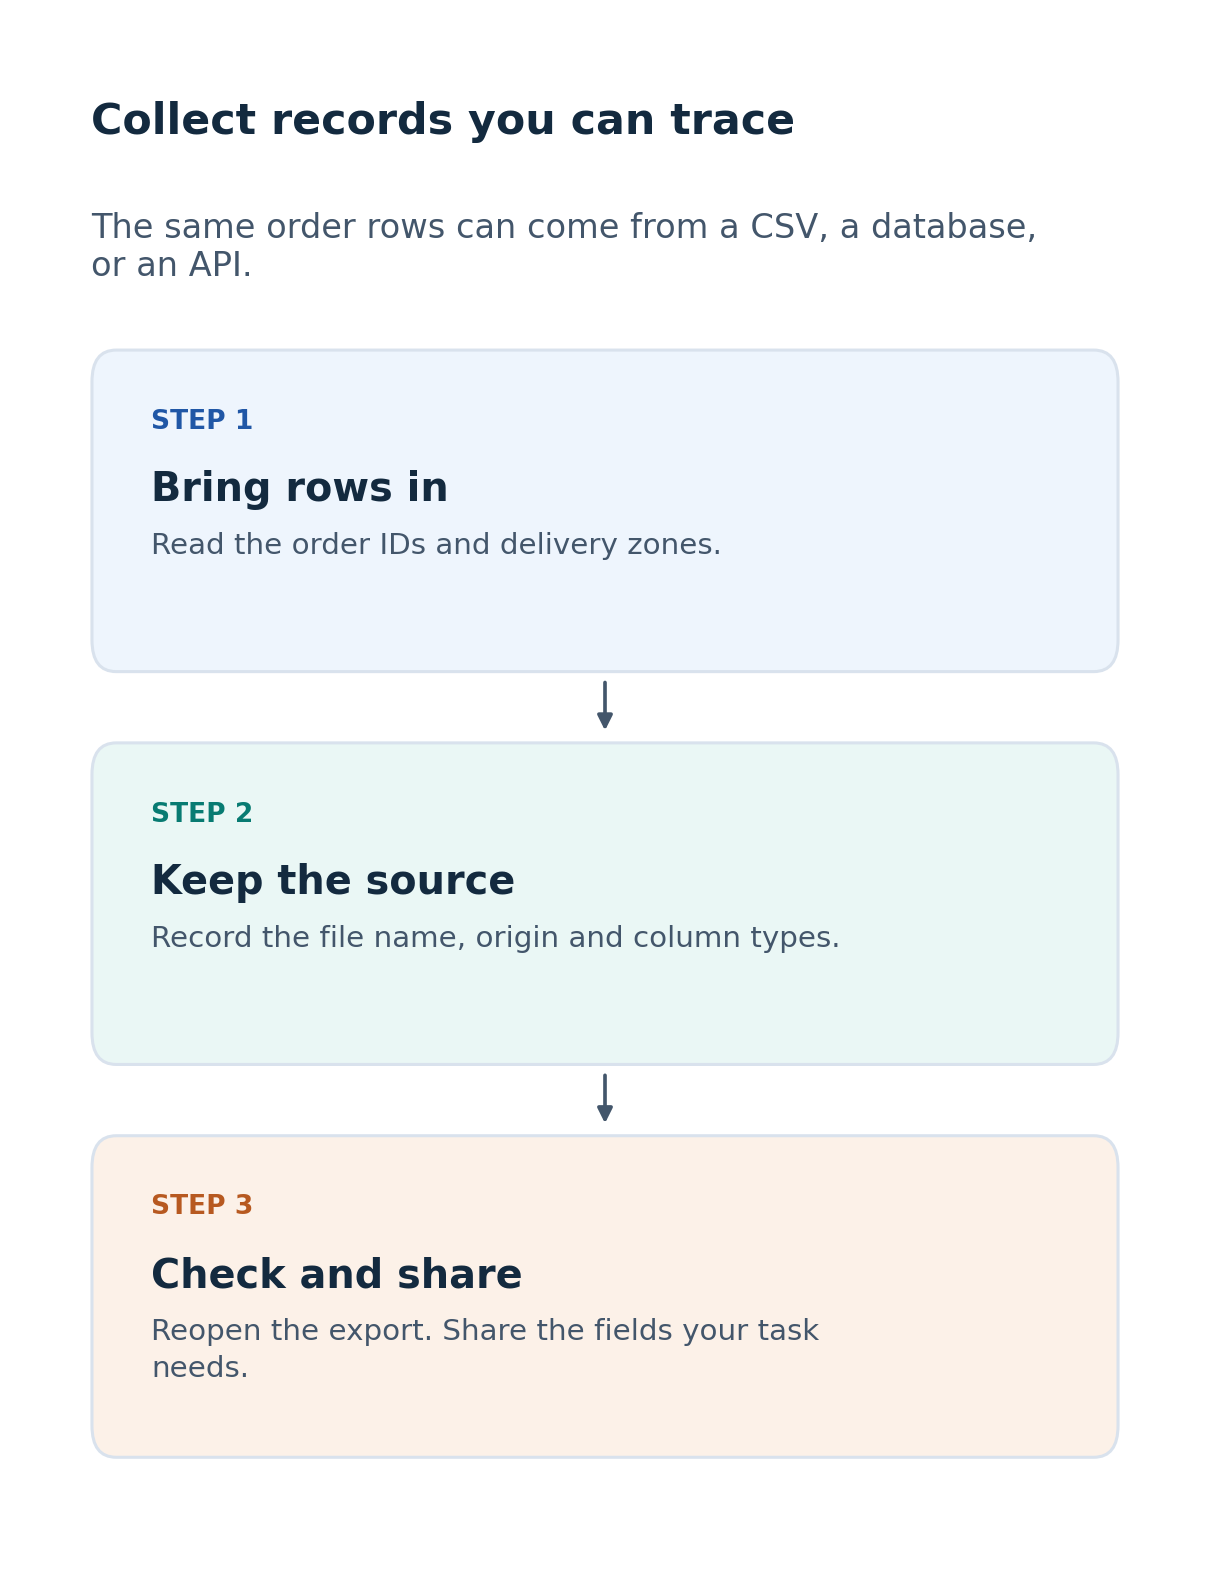 Collect records you can trace
The same order rows can come from a CSV, a database,
or an API.
STEP 1
Bring rows in
Read the order IDs and delivery zones.
STEP 2
Keep the source
Record the file name, origin and column types.
STEP 3
Check and share
Reopen the export. Share the fields your task
needs.